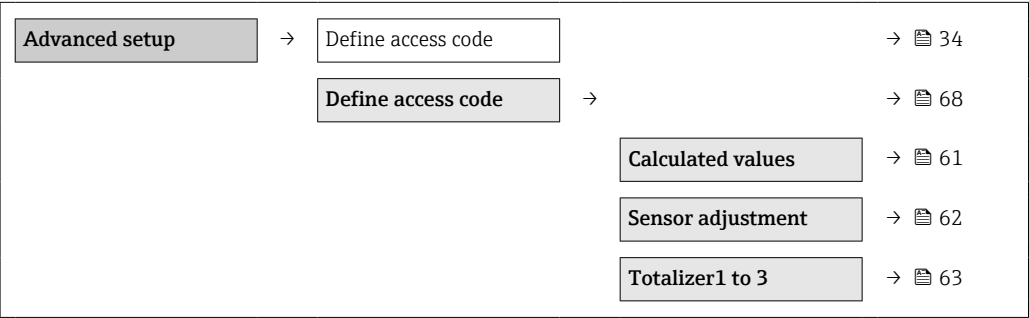 Advanced setup → Define access code → 34
Define access code → → 68
Calculated values → 61
Sensor adjustment → 62
Totalizer1 to 3 → 63